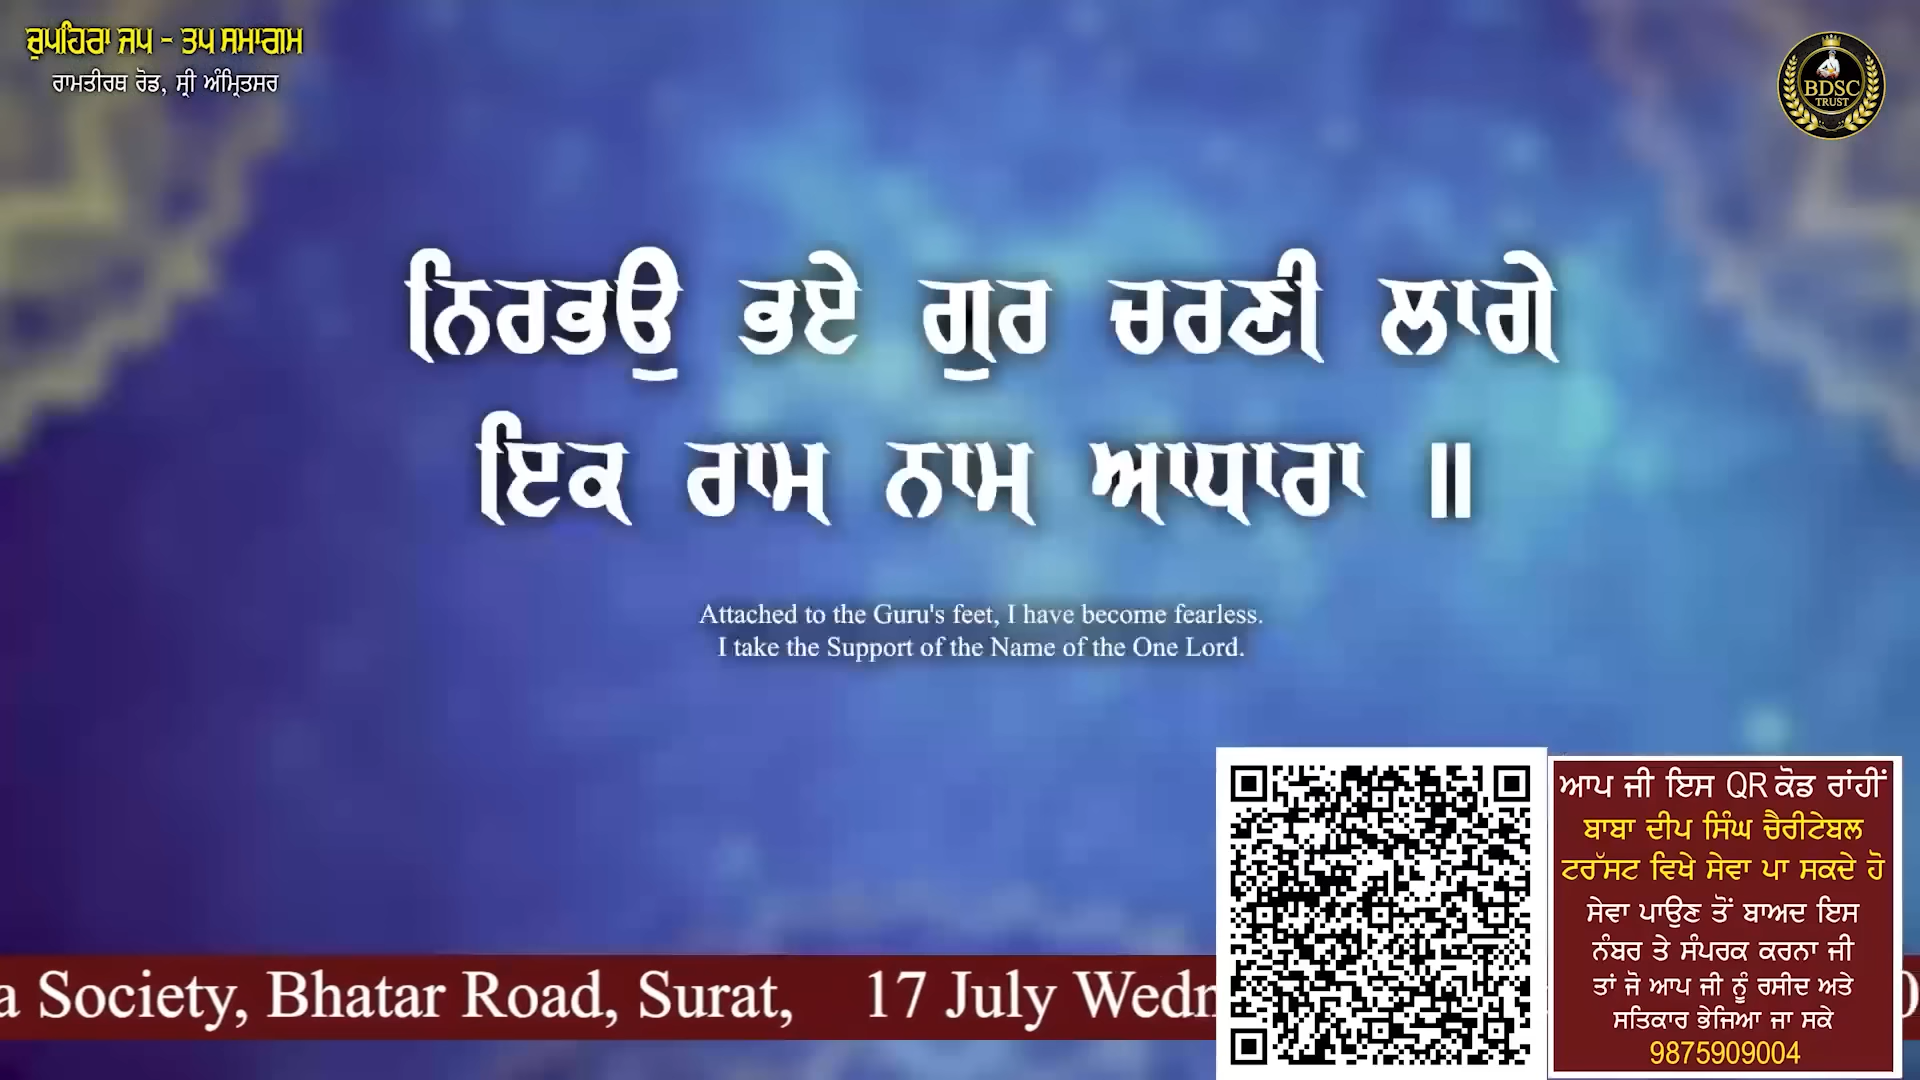 ਚੁਪਹਿਰਾ ਜਪ - ਤਪ ਸਮਾਗਮ
ਰਾਮਤੀਰਥ ਰੋਡ, ਸ੍ਰੀ ਅੰਮ੍ਰਿਤਸਰ
BDSC
TRUST
ਨਿਰਭਉ ਭਏ ਗੁਰ ਚਰਣੀ ਲਾਗੇ
ਇਕ ਰਾਮ ਨਾਮ ਆਧਾਰਾ ॥
Attached to the Guru's feet, I have become fearless.
I take the Support of the Name of the One Lord.
ਆਪ ਜੀ ਇਸ QR ਕੋਡ ਰਾਂਹੀਂ
ਬਾਬਾ ਦੀਪ ਸਿੰਘ ਚੈਰੀਟੇਬਲ
ਟਰੱਸਟ ਵਿਖੇ ਸੇਵਾ ਪਾ ਸਕਦੇ ਹੋ
ਸੇਵਾ ਪਾਉਣ ਤੋਂ ਬਾਅਦ ਇਸ
ਨੰਬਰ ਤੇ ਸੰਪਰਕ ਕਰਨਾ ਜੀ
ਤਾਂ ਜੋ ਆਪ ਜੀ ਨੂੰ ਰਸੀਦ ਅਤੇ
ਸਤਿਕਾਰ ਭੇਜਿਆ ਜਾ ਸਕੇ
9875909004
a Society, Bhatar Road, Surat, 17 July Wedn